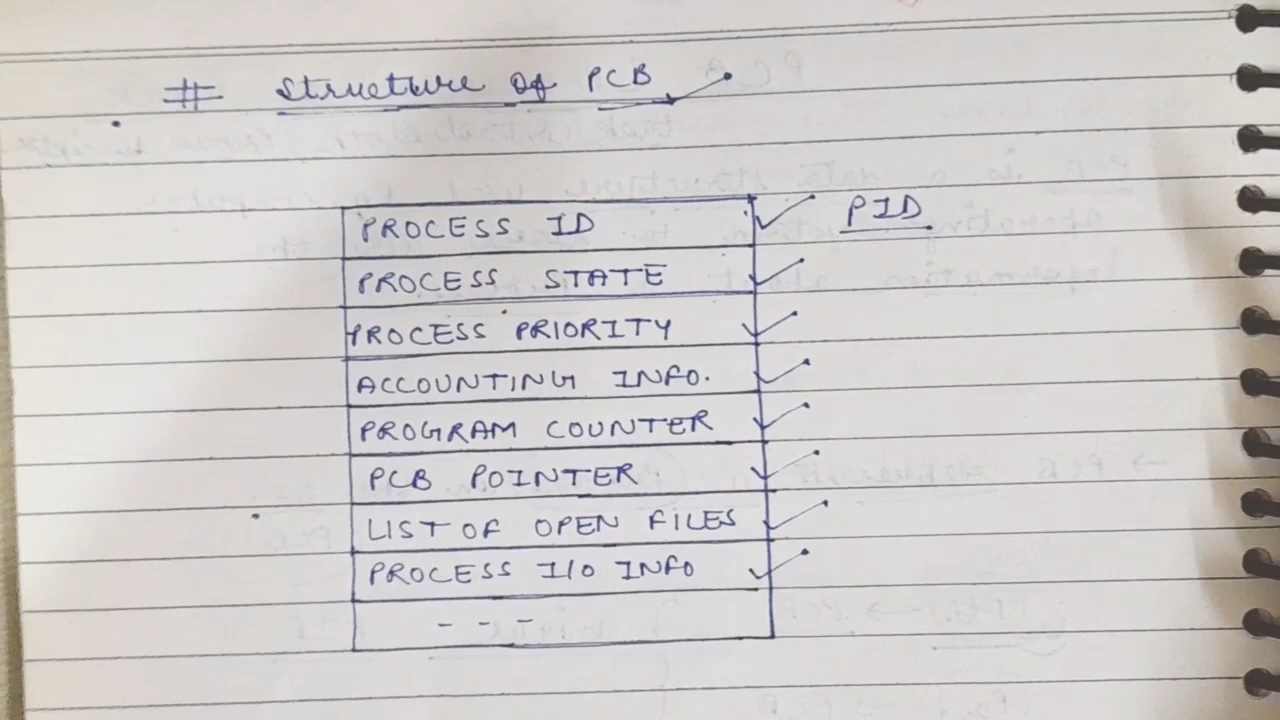 # Structure of PCB
PROCESS ID PID
PROCESS STATE
PROCESS PRIORITY
ACCOUNTING INFO.
PROGRAM COUNTER
PCB POINTER
LIST OF OPEN FILES
PROCESS I/O INFO
- - -